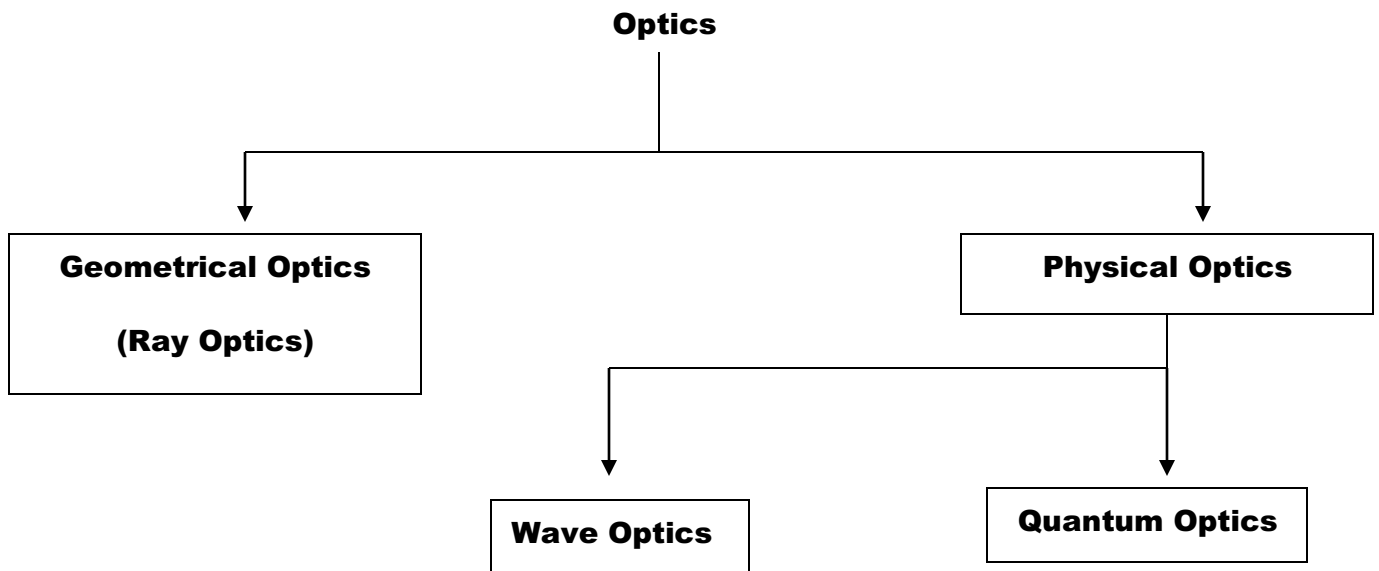 Optics
Geometrical Optics
(Ray Optics)
Physical Optics
Wave Optics
Quantum Optics